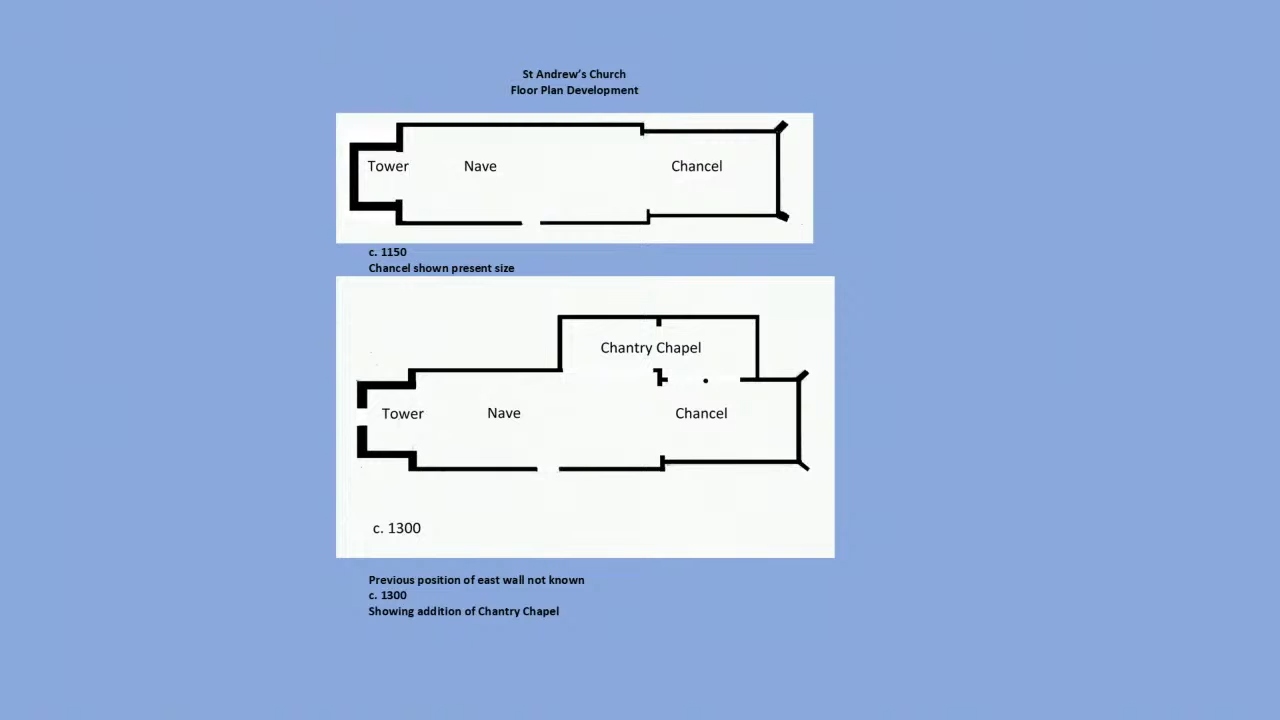 St Andrew’s Church
Floor Plan Development
Tower Nave Chancel
c. 1150
Chancel shown present size
Chantry Chapel
Tower Nave Chancel
c. 1300
Previous position of east wall not known
c. 1300
Showing addition of Chantry Chapel